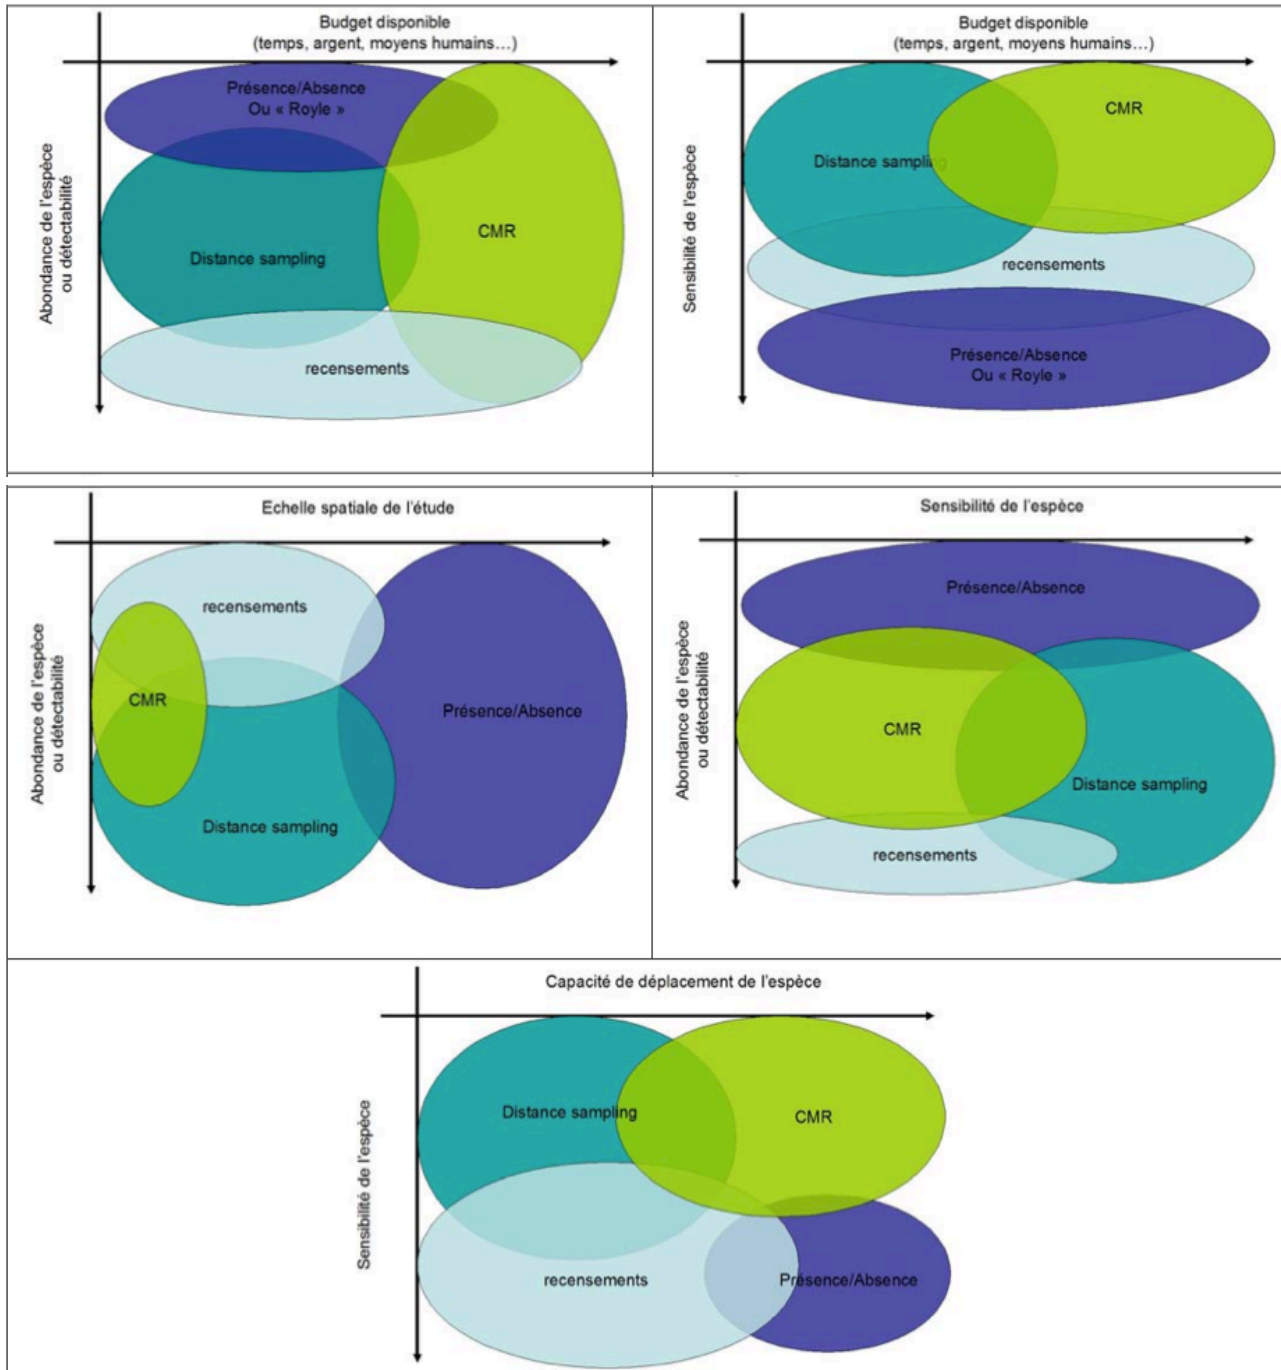 Budget disponible
(temps, argent, moyens humains...)
Présence/Absence
Ou « Royle »
CMR
Distance sampling
recensements
Abondance de l'espèce
ou détectabilité
Budget disponible
(temps, argent, moyens humains...)
CMR
Distance sampling
recensements
Présence/Absence
Ou « Royle »
Sensibilité de l'espèce
Echelle spatiale de l'étude
recensements
CMR
Présence/Absence
Distance sampling
Abondance de l'espèce
ou détectabilité
Sensibilité de l'espèce
Présence/Absence
CMR
Distance sampling
recensements
Abondance de l'espèce
ou détectabilité
Capacité de déplacement de l'espèce
Distance sampling
CMR
recensements
Présence/Absence
Sensibilité de l'espèce